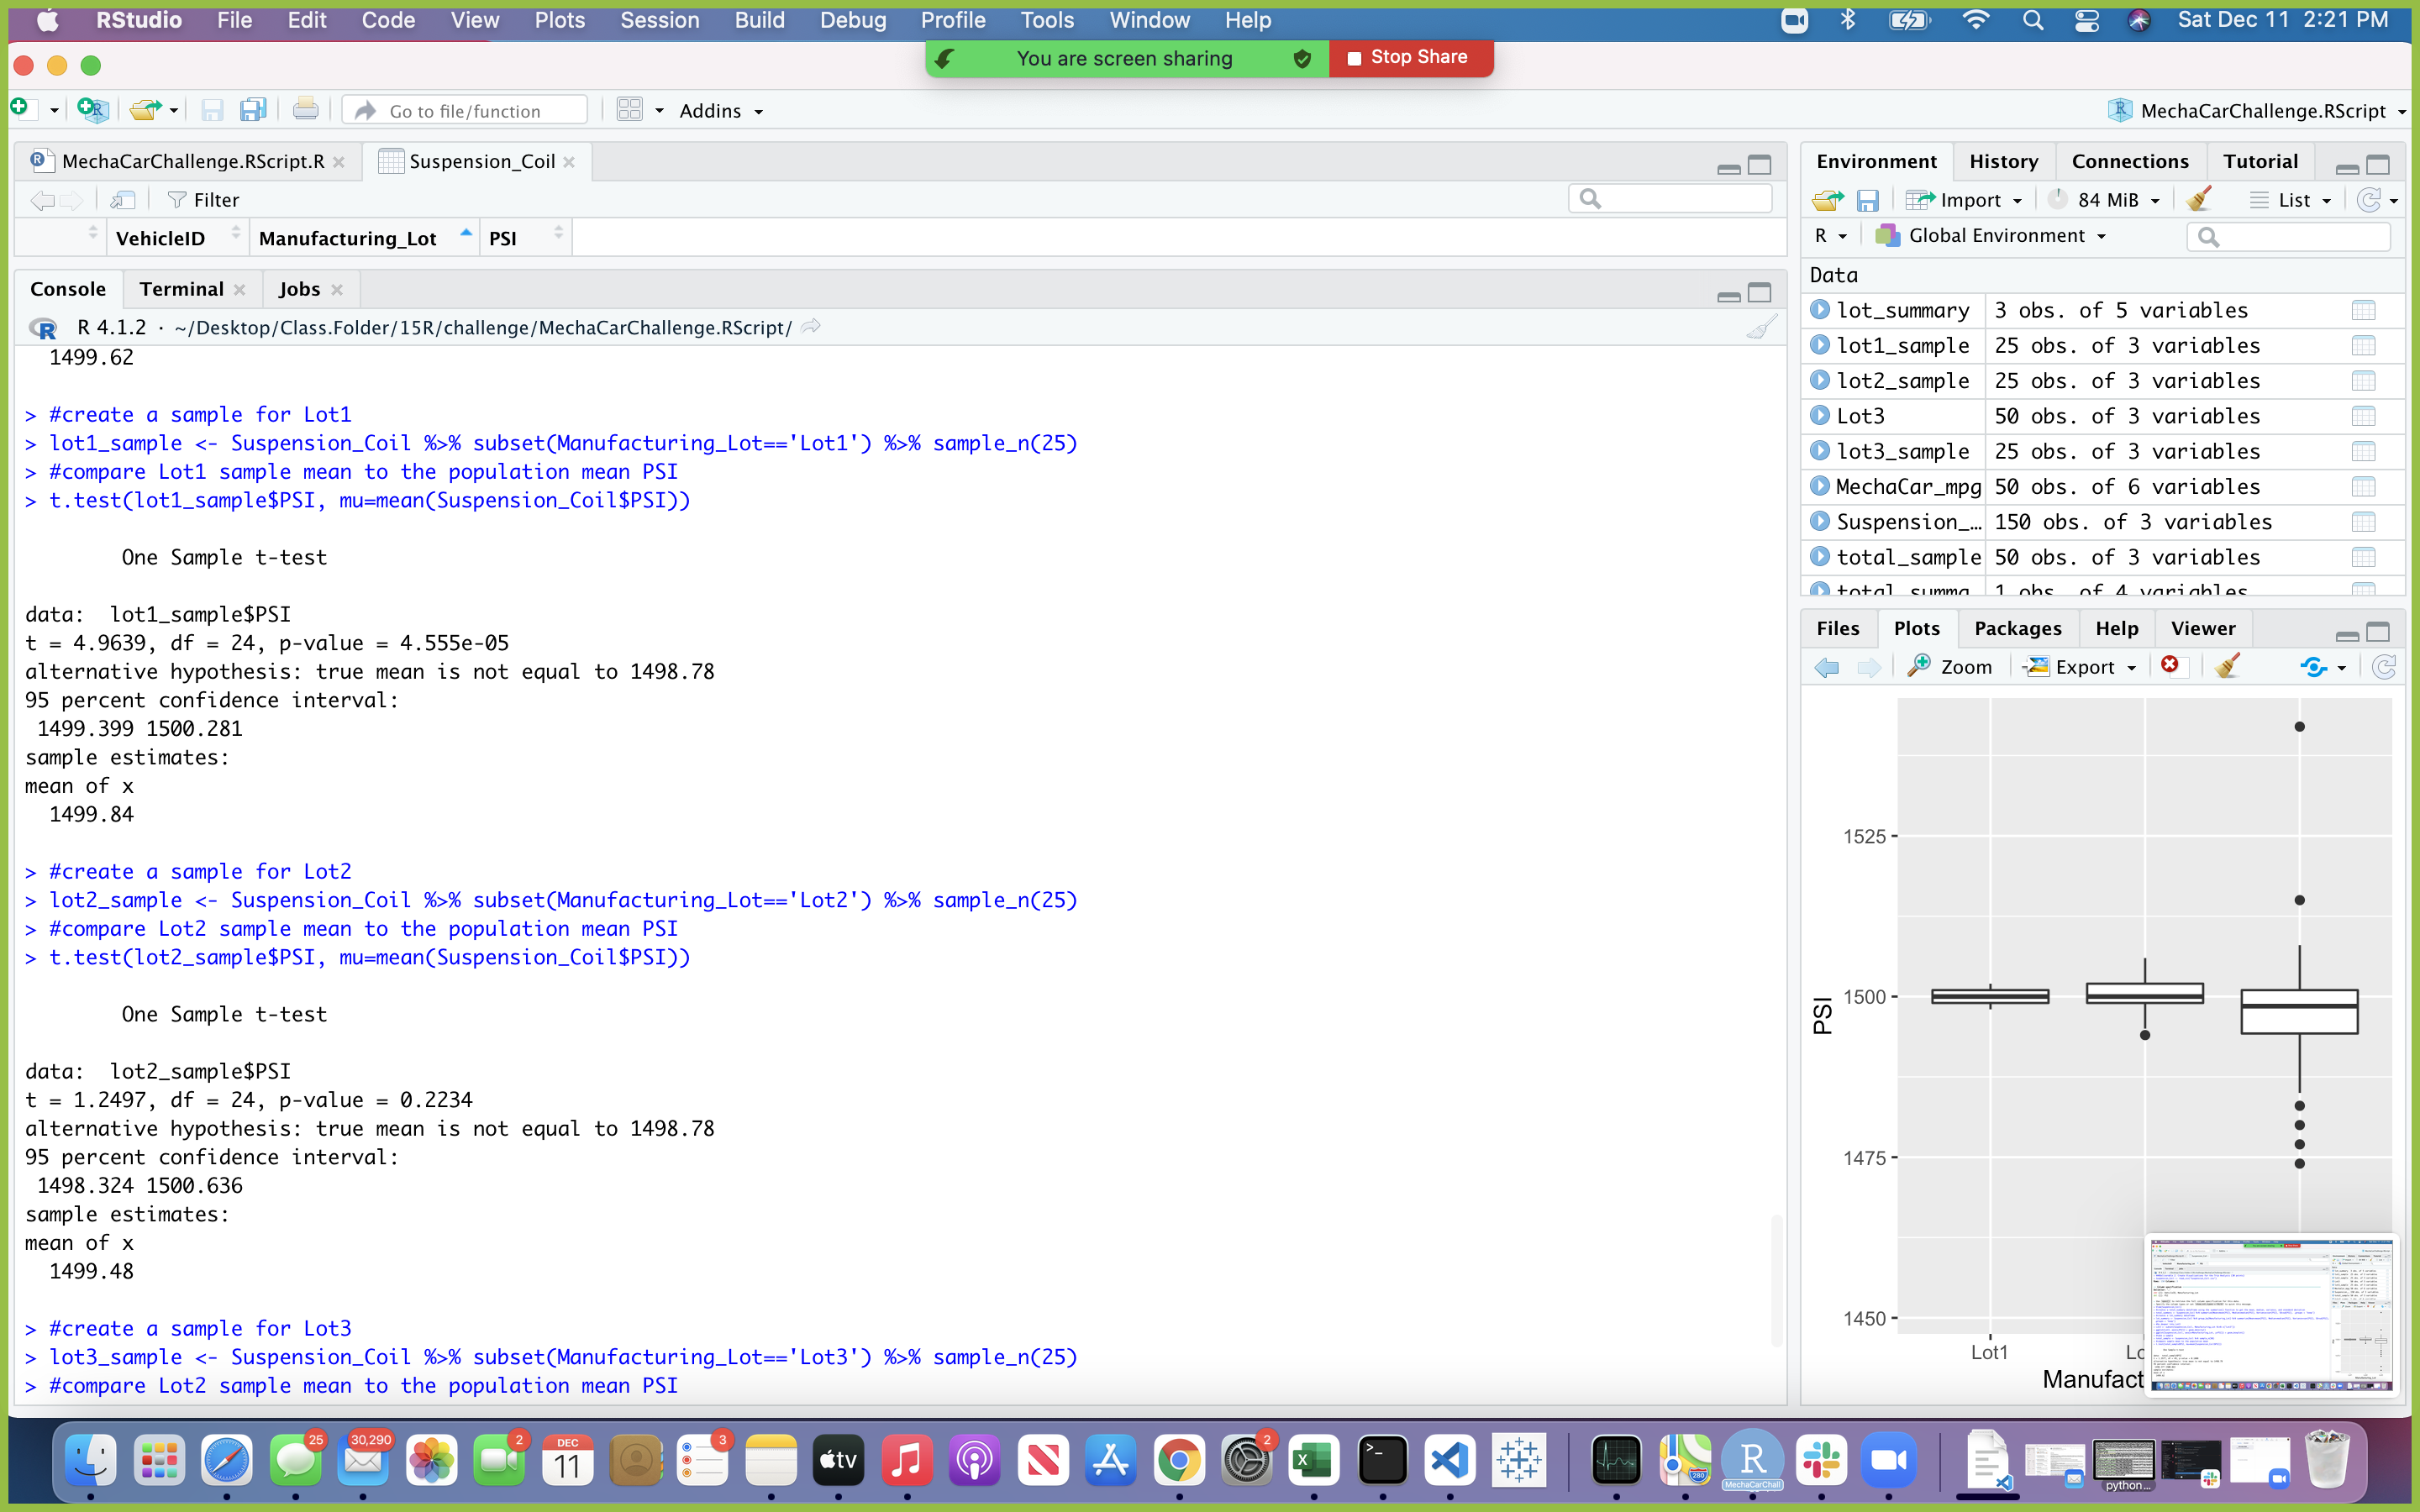 RStudio File Edit Code View Plots Session Build Debug Profile Tools Window Help Sat Dec 11 2:21 PM
You are screen sharing Stop Share
Go to file/function Addins MechaCarChallenge.RScript
MechaCarChallenge.RScript.R Suspension_Coil
Filter
VehicleID Manufacturing_Lot PSI
Console Terminal Jobs
R 4.1.2 · ~/Desktop/Class.Folder/15R/challenge/MechaCarChallenge.RScript/
1499.62
> #create a sample for Lot1
> lot1_sample <- Suspension_Coil %>% subset(Manufacturing_Lot=='Lot1') %>% sample_n(25)
> #compare Lot1 sample mean to the population mean PSI
> t.test(lot1_sample$PSI, mu=mean(Suspension_Coil$PSI))
One Sample t-test
data:  lot1_sample$PSI
t = 4.9639, df = 24, p-value = 4.555e-05
alternative hypothesis: true mean is not equal to 1498.78
95 percent confidence interval:
1499.399 1500.281
sample estimates:
mean of x
1499.84
> #create a sample for Lot2
> lot2_sample <- Suspension_Coil %>% subset(Manufacturing_Lot=='Lot2') %>% sample_n(25)
> #compare Lot2 sample mean to the population mean PSI
> t.test(lot2_sample$PSI, mu=mean(Suspension_Coil$PSI))
One Sample t-test
data:  lot2_sample$PSI
t = 1.2497, df = 24, p-value = 0.2234
alternative hypothesis: true mean is not equal to 1498.78
95 percent confidence interval:
1498.324 1500.636
sample estimates:
mean of x
1499.48
> #create a sample for Lot3
> lot3_sample <- Suspension_Coil %>% subset(Manufacturing_Lot=='Lot3') %>% sample_n(25)
> #compare Lot2 sample mean to the population mean PSI
Environment History Connections Tutorial
Import 84 MiB List
R Global Environment
Data
lot_summary 3 obs. of 5 variables
lot1_sample 25 obs. of 3 variables
lot2_sample 25 obs. of 3 variables
Lot3 50 obs. of 3 variables
lot3_sample 25 obs. of 3 variables
MechaCar_mpg 50 obs. of 6 variables
Suspension_… 150 obs. of 3 variables
total_sample 50 obs. of 3 variables
total_summa 1 obs. of 4 variables
Files Plots Packages Help Viewer
Zoom Export
1525
1500
1475
1450
PSI
Lot1 Lo
Manufact
25 30,290 2 DEC 11 3 tv 2 280 R
MechaCarChall python...